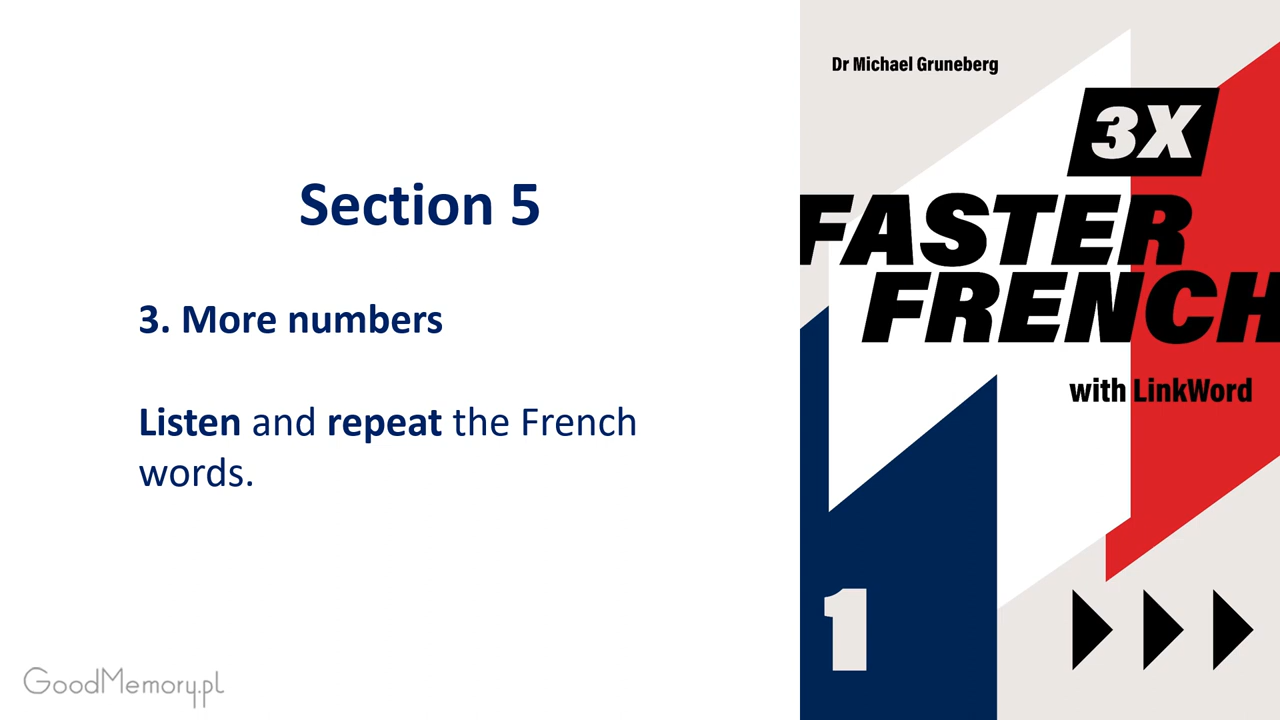 Section 5
3. More numbers
Listen and repeat the French
words.
GoodMemory.pl
Dr Michael Gruneberg
3X
FASTER
FRENCH
with LinkWord
1